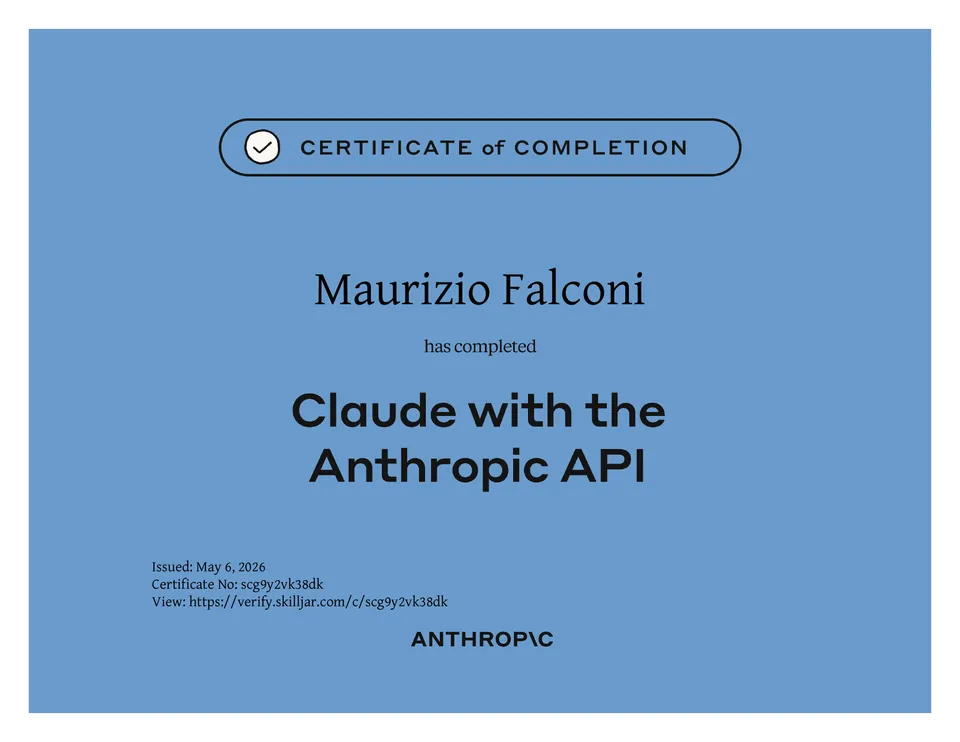 CERTIFICATE of COMPLETION
Maurizio Falconi
has completed
Claude with the
Anthropic API
Issued: May 6, 2026
Certificate No: scg9y2vk38dk
View: https://verify.skilljar.com/c/scg9y2vk38dk
ANTHROP\C